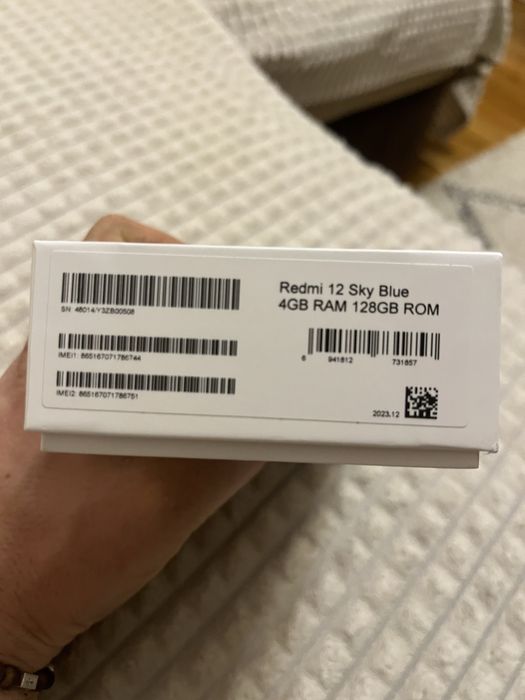 SN: 46014/Y3ZB00508
IMEI1: 865167071786744
IMEI2: 865167071786751
Redmi 12 Sky Blue
4GB RAM 128GB ROM
6 941812 731857
2023.12